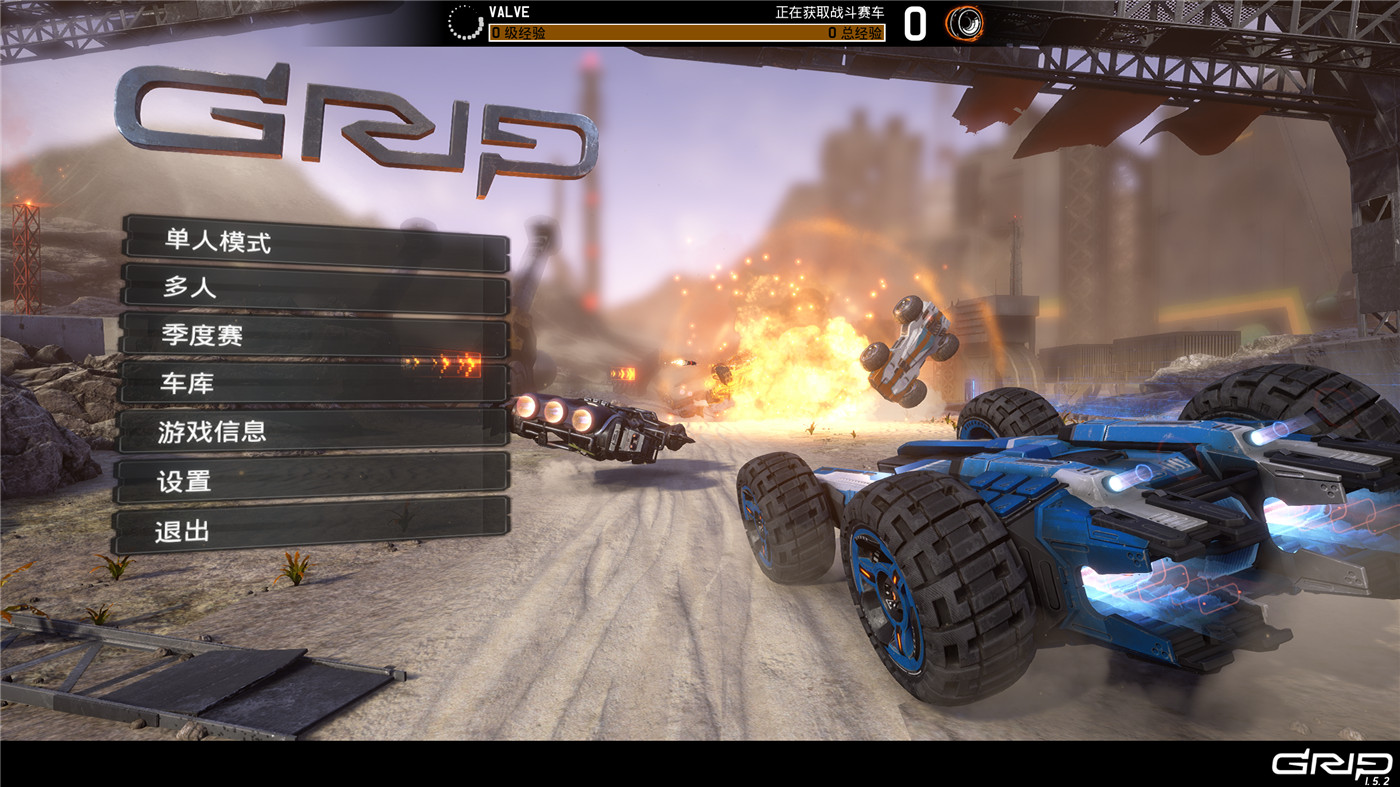 VALVE
正在获取战斗赛车
0 级经验
0 总经验
0
GRIP
单人模式
多人
季度赛
车库
游戏信息
设置
退出
GRIP
1.5.2